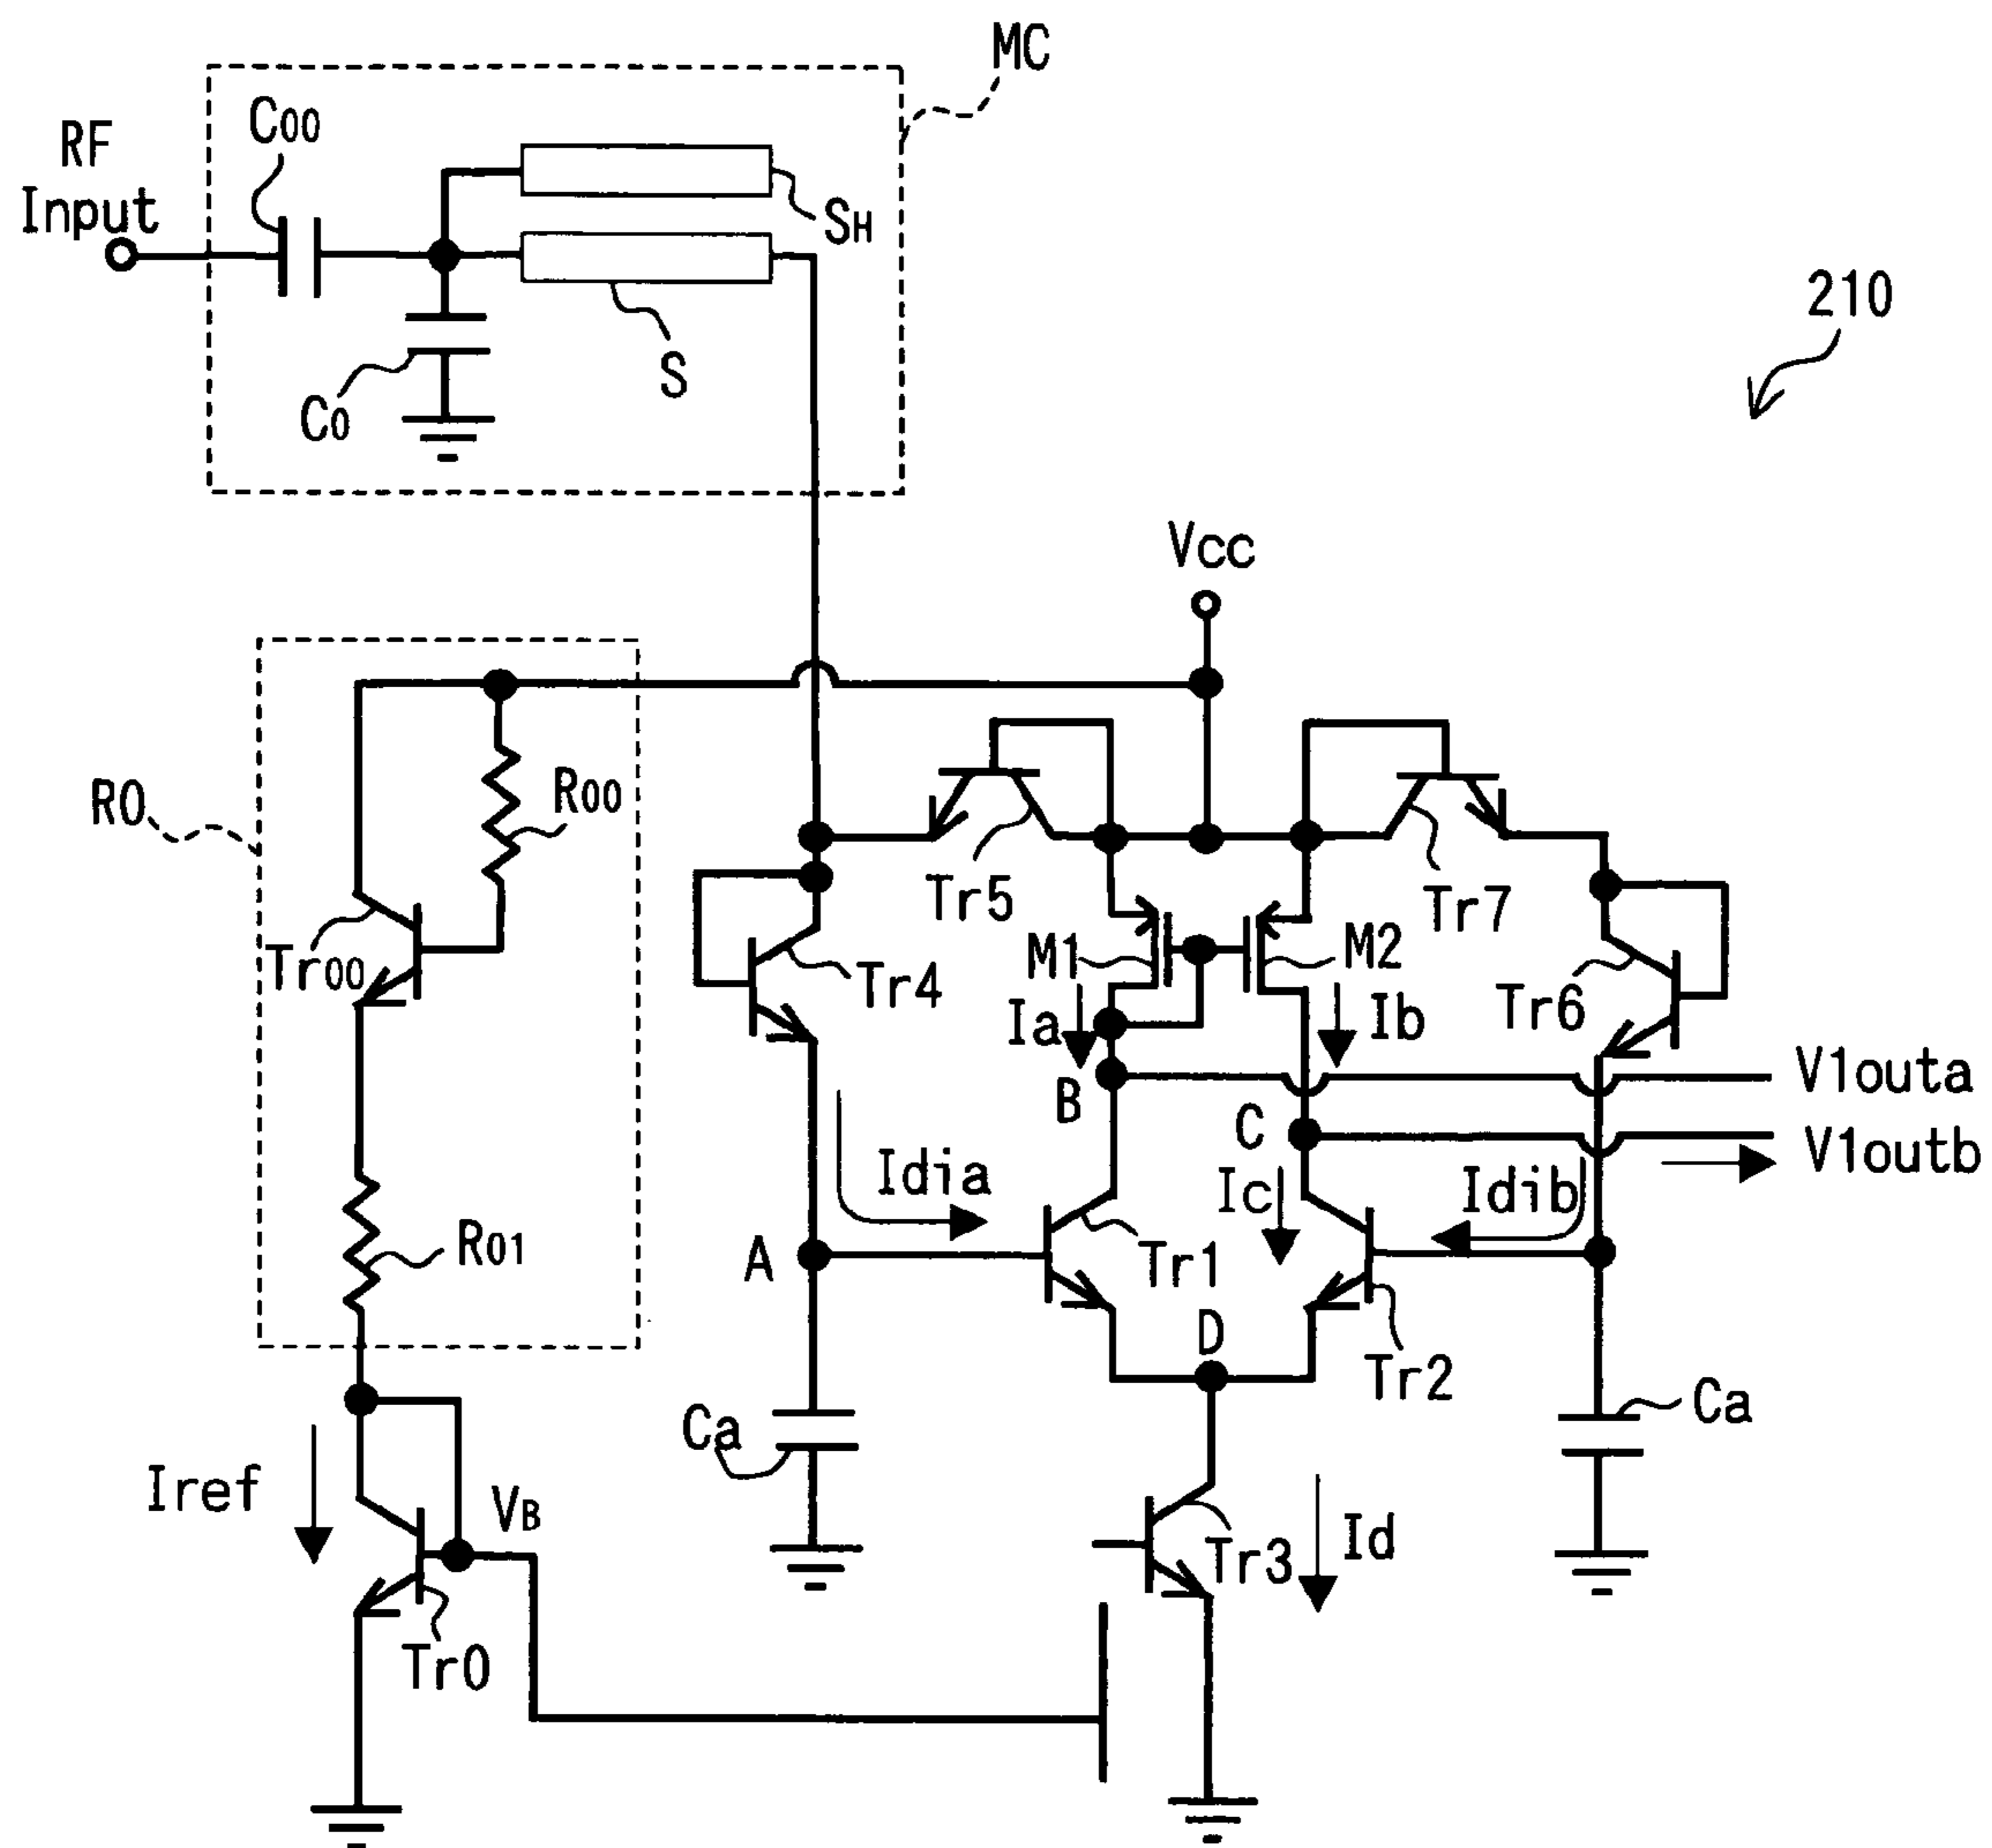 MC
C00
RF
Input
SH
S
C0
210
Vcc
R0
R00
Tr00
Tr5
Tr7
M1
M2
Tr4
Tr6
Ia
Ib
B
V1outa
C
V1outb
Idia
Ic
Idib
R01
A
Tr1
D
Tr2
Ca
Ca
Iref
VB
Tr3
Id
Tr0